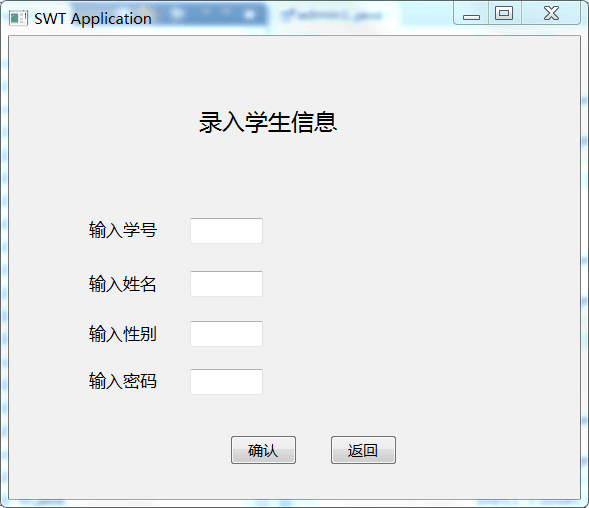 SWT Application
录入学生信息
输入学号
输入姓名
输入性别
输入密码
确认 返回